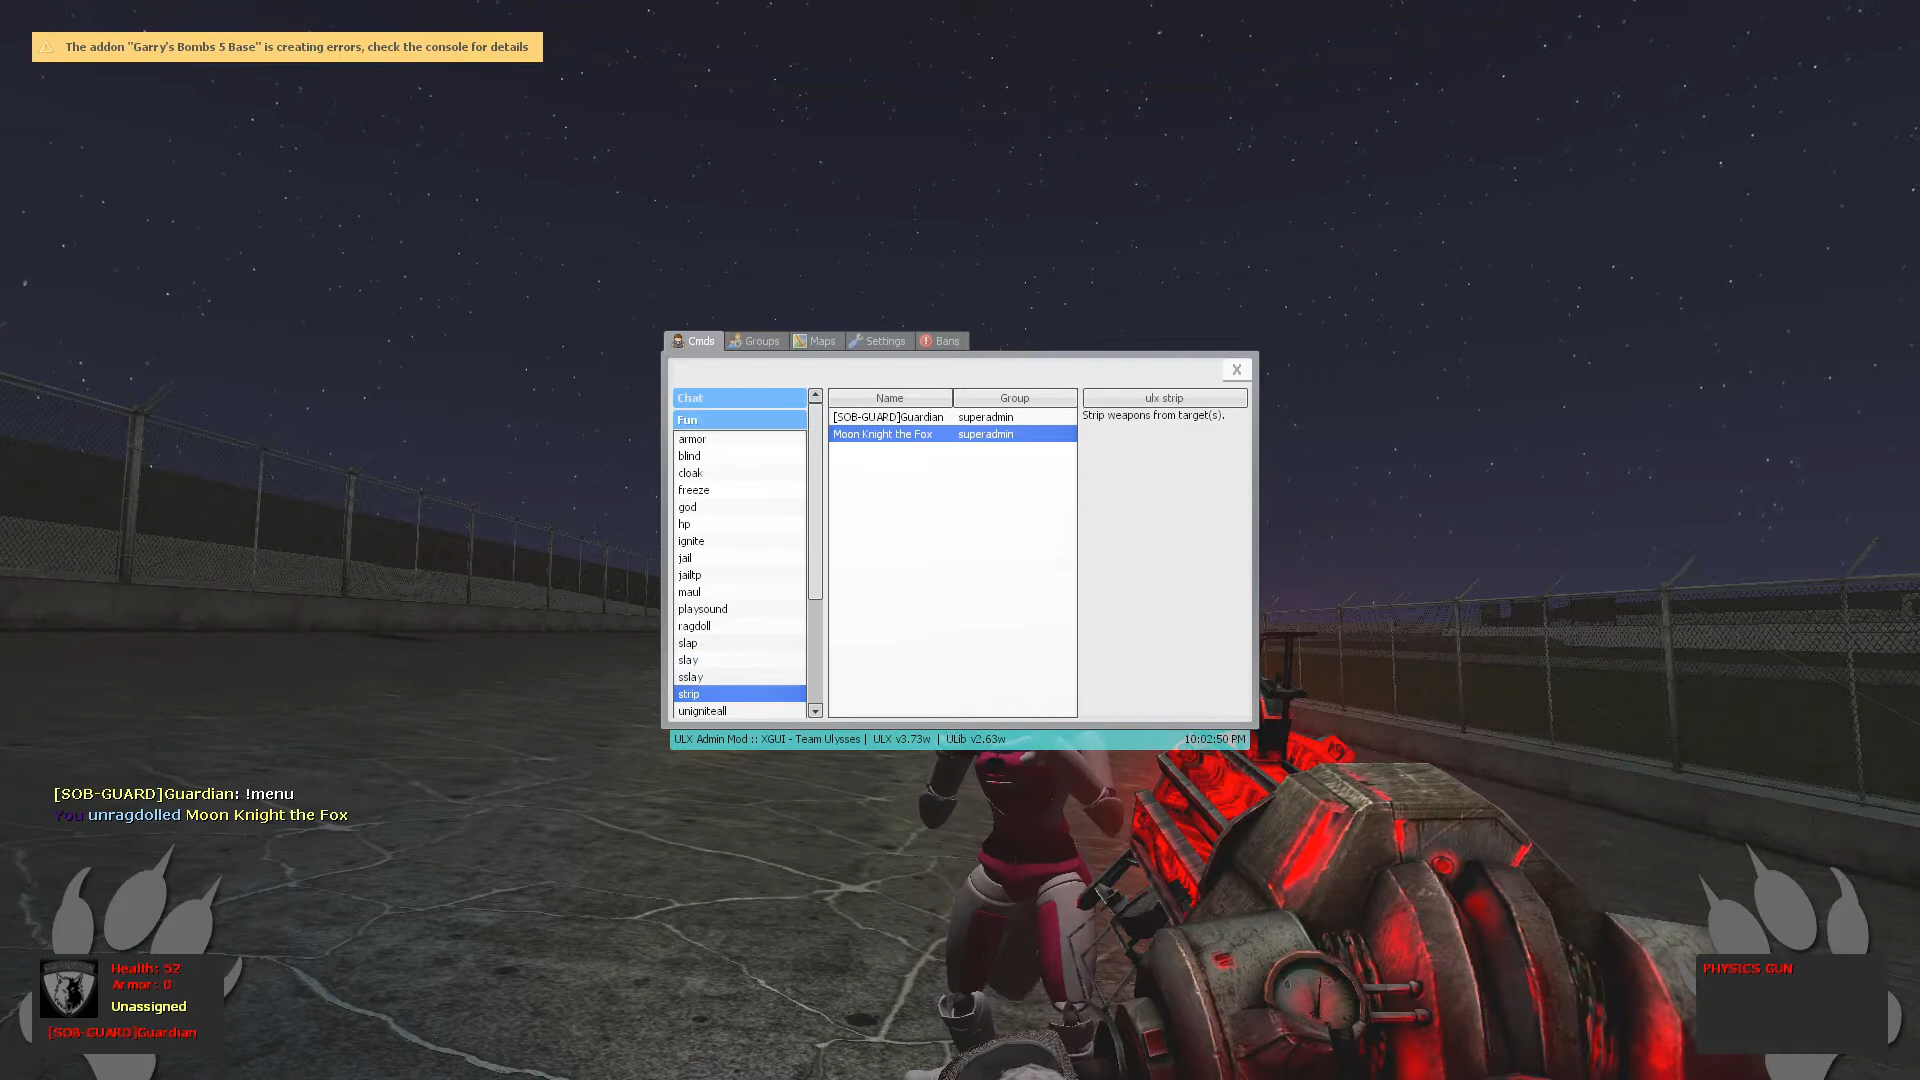 The addon "Garry's Bombs 5 Base" is creating errors, check the console for details
Cmds Groups Maps Settings Bans
X
Chat
Fun
armor
blind
cloak
freeze
god
hp
ignite
jail
jailtp
maul
playsound
ragdoll
slap
slay
sslay
strip
unigniteall
Name Group
[SOB-GUARD]Guardian superadmin
Moon Knight the Fox superadmin
ulx strip
Strip weapons from target(s).
ULX Admin Mod :: XGUI - Team Ulysses | ULX v3.73w | ULib v2.63w 10:02:50 PM
[SOB-GUARD]Guardian: !menu
You unragdolled Moon Knight the Fox
Health: 52
Armor: 0
Unassigned
[SOB-GUARD]Guardian
PHYSICS GUN